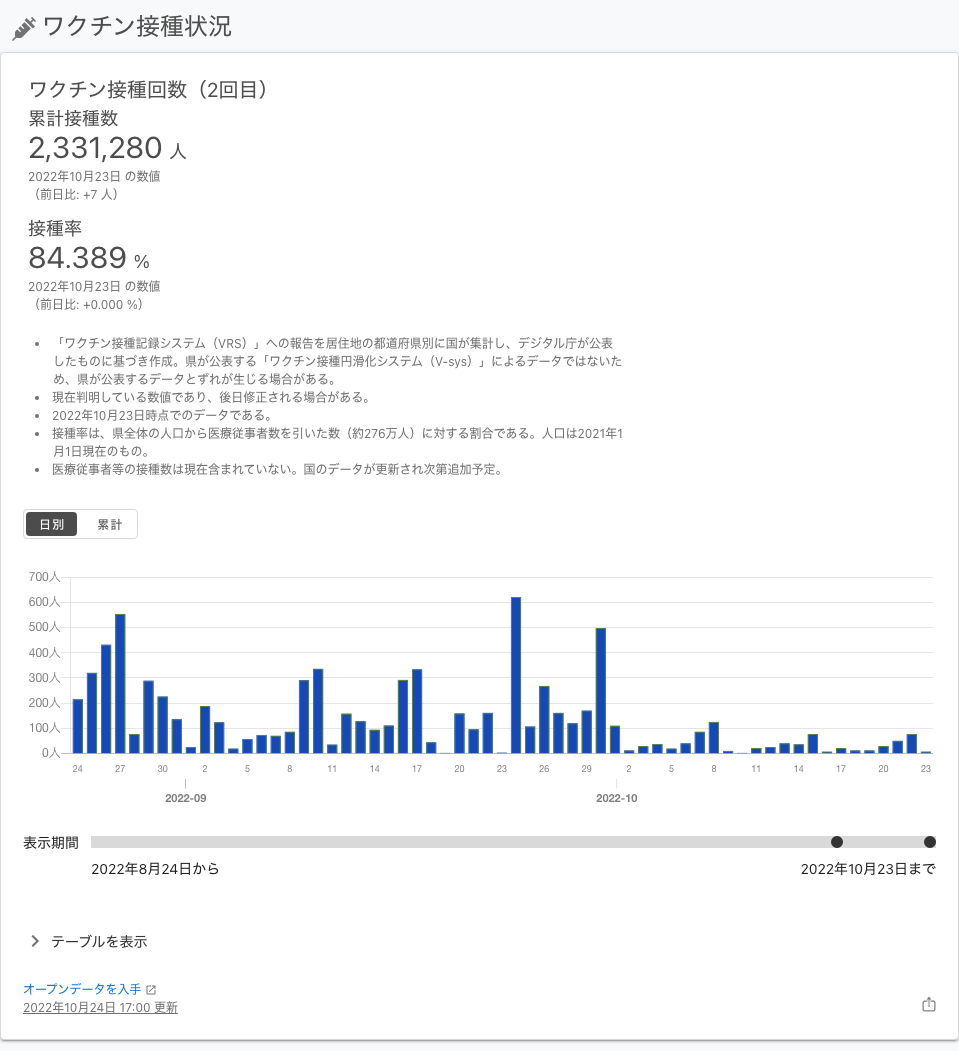 ワクチン接種状況
ワクチン接種回数（2回目）
累計接種数
2,331,280 人
2022年10月23日 の数値
（前日比: +7 人）
接種率
84.389 %
2022年10月23日 の数値
（前日比: +0.000 %）
• 「ワクチン接種記録システム（VRS）」への報告を居住地の都道府県別に国が集計し、デジタル庁が公表
したものに基づき作成。県が公表する「ワクチン接種円滑化システム（V-sys）」によるデータではないた
め、県が公表するデータとずれが生じる場合がある。
• 現在判明している数値であり、後日修正される場合がある。
• 2022年10月23日時点でのデータである。
• 接種率は、県全体の人口から医療従事者数を引いた数（約276万人）に対する割合である。人口は2021年1
月1日現在のもの。
• 医療従事者等の接種数は現在含まれていない。国のデータが更新され次第追加予定。
日別 累計
700人
600人
500人
400人
300人
200人
100人
0人
24 27 30 2 5 8 11 14 17 20 23 26 29 2 5 8 11 14 17 20 23
2022-09 2022-10
表示期間
2022年8月24日から 2022年10月23日まで
テーブルを表示
オープンデータを入手
2022年10月24日 17:00 更新